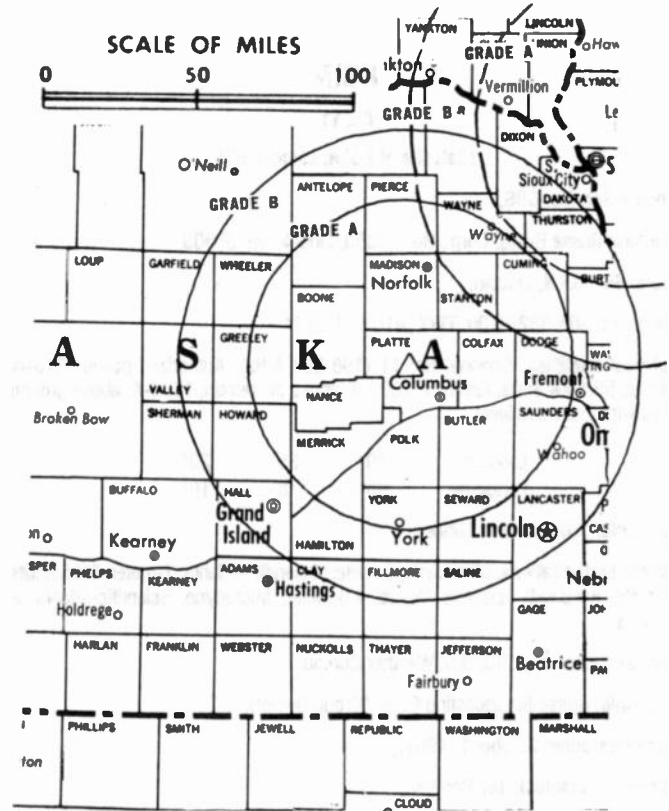 SCALE OF MILES
0 50 100
YANKTON
LINCOLN
UNION
GRADE A
PLYMOU
Vermillion
GRADE B
DIXON
O'Neill
Sioux City
ANTELOPE PIERCE
GRADE B
WAYNE
DAKOTA
THURSTON
GRADE A
Wayne
LOUP GARFIELD WHEELER
MADISON
CUMING
BURT
Norfolk
BOONE
STANTON
GREELEY
PLATTE COLFAX DODGE
A S K A
Columbus
Fremont
VALLEY
NANCE
Broken Bow
SHERMAN HOWARD
BUTLER SAUNDERS
MERRICK
POLK
Wahoo
BUFFALO
HALL
YORK SEWARD LANCASTER
Grand
Island
Kearney
York
Lincoln
HAMILTON
PHELPS
KEARNEY
ADAMS CLAY FILLMORE SALINE
Hastings
Holdrege
GAGE
HARLAN FRANKLIN WEBSTER NUCKOLLS THAYER JEFFERSON
Beatrice
Fairbury
PHILLIPS SMITH JEWELL REPUBLIC WASHINGTON MARSHALL
CLOUD